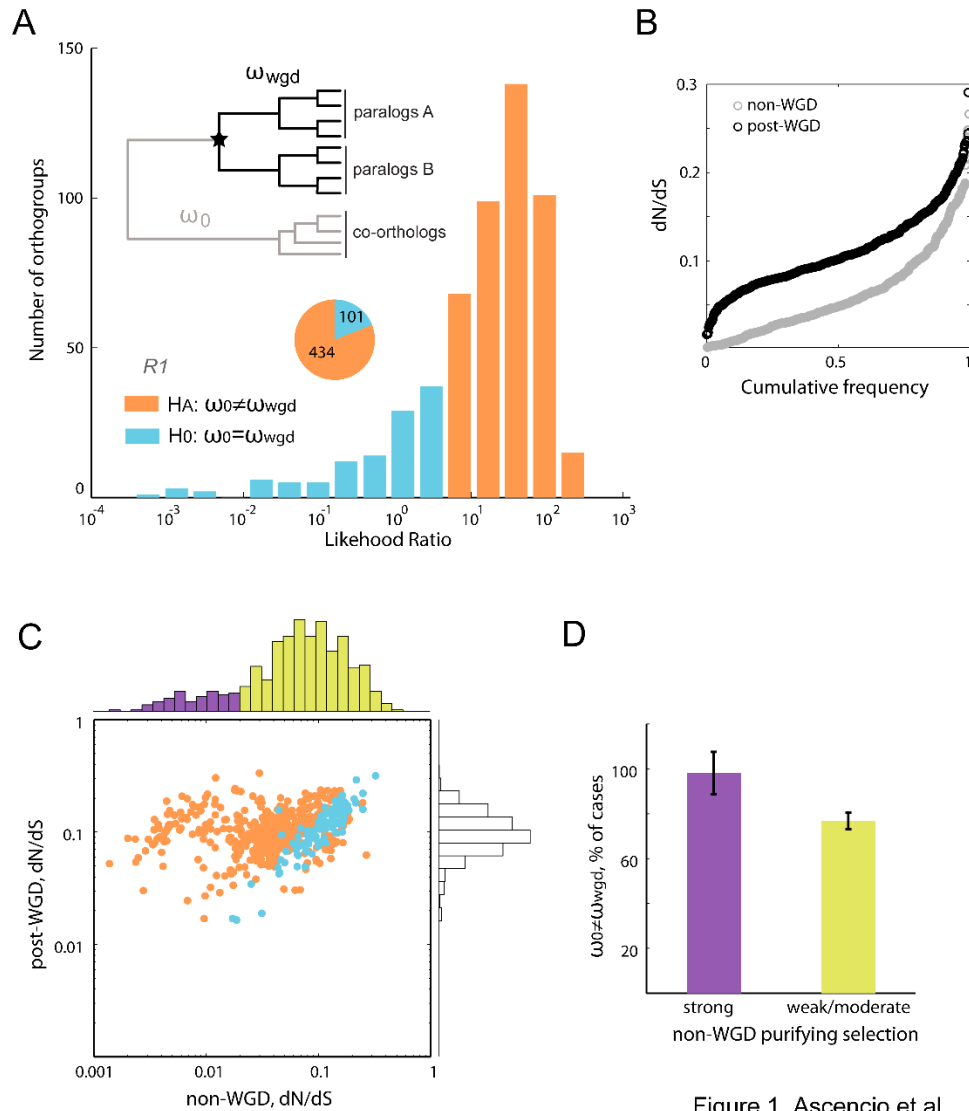 A
150
100
50
0
Number of orthogroups
ωwgd
paralogs A
paralogs B
ω0
co-orthologs
101
434
R1
HA: ω0≠ωwgd
H0: ω0=ωwgd
10-4
10-3
10-2
10-1
100
101
102
103
Likehood Ratio
B
0.3
0.2
0.1
dN/dS
non-WGD
post-WGD
0
0.5
1
Cumulative frequency
C
1
0.1
0.01
post-WGD, dN/dS
0.001
0.01
0.1
1
non-WGD, dN/dS
D
100
60
20
ω0≠ωwgd, % of cases
strong
weak/moderate
non-WGD purifying selection
Figure 1. Ascencio et al